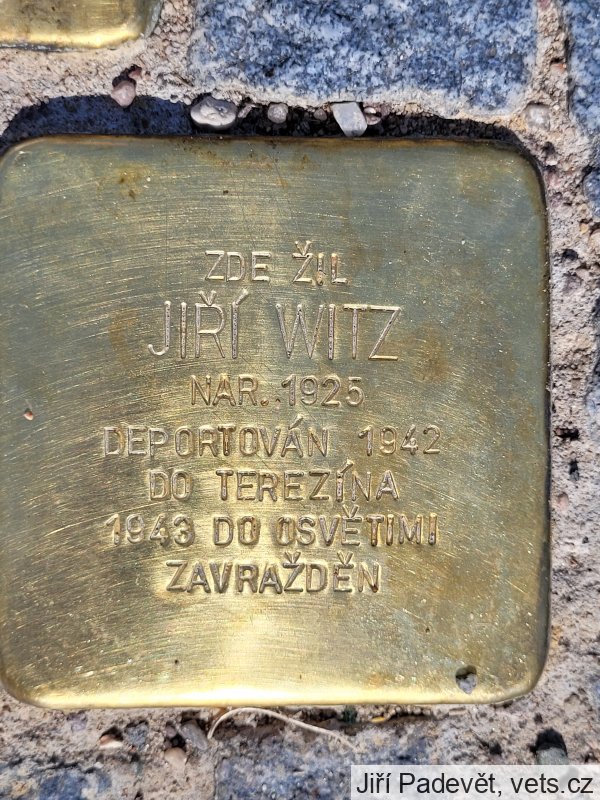 ZDE ŽIL
JIŘÍ WITZ
NAR. 1925
DEPORTOVÁN 1942
DO TEREZÍNA
1943 DO OSVĚTIMI
ZAVRAŽDĚN
Jiří Padevět, vets.cz